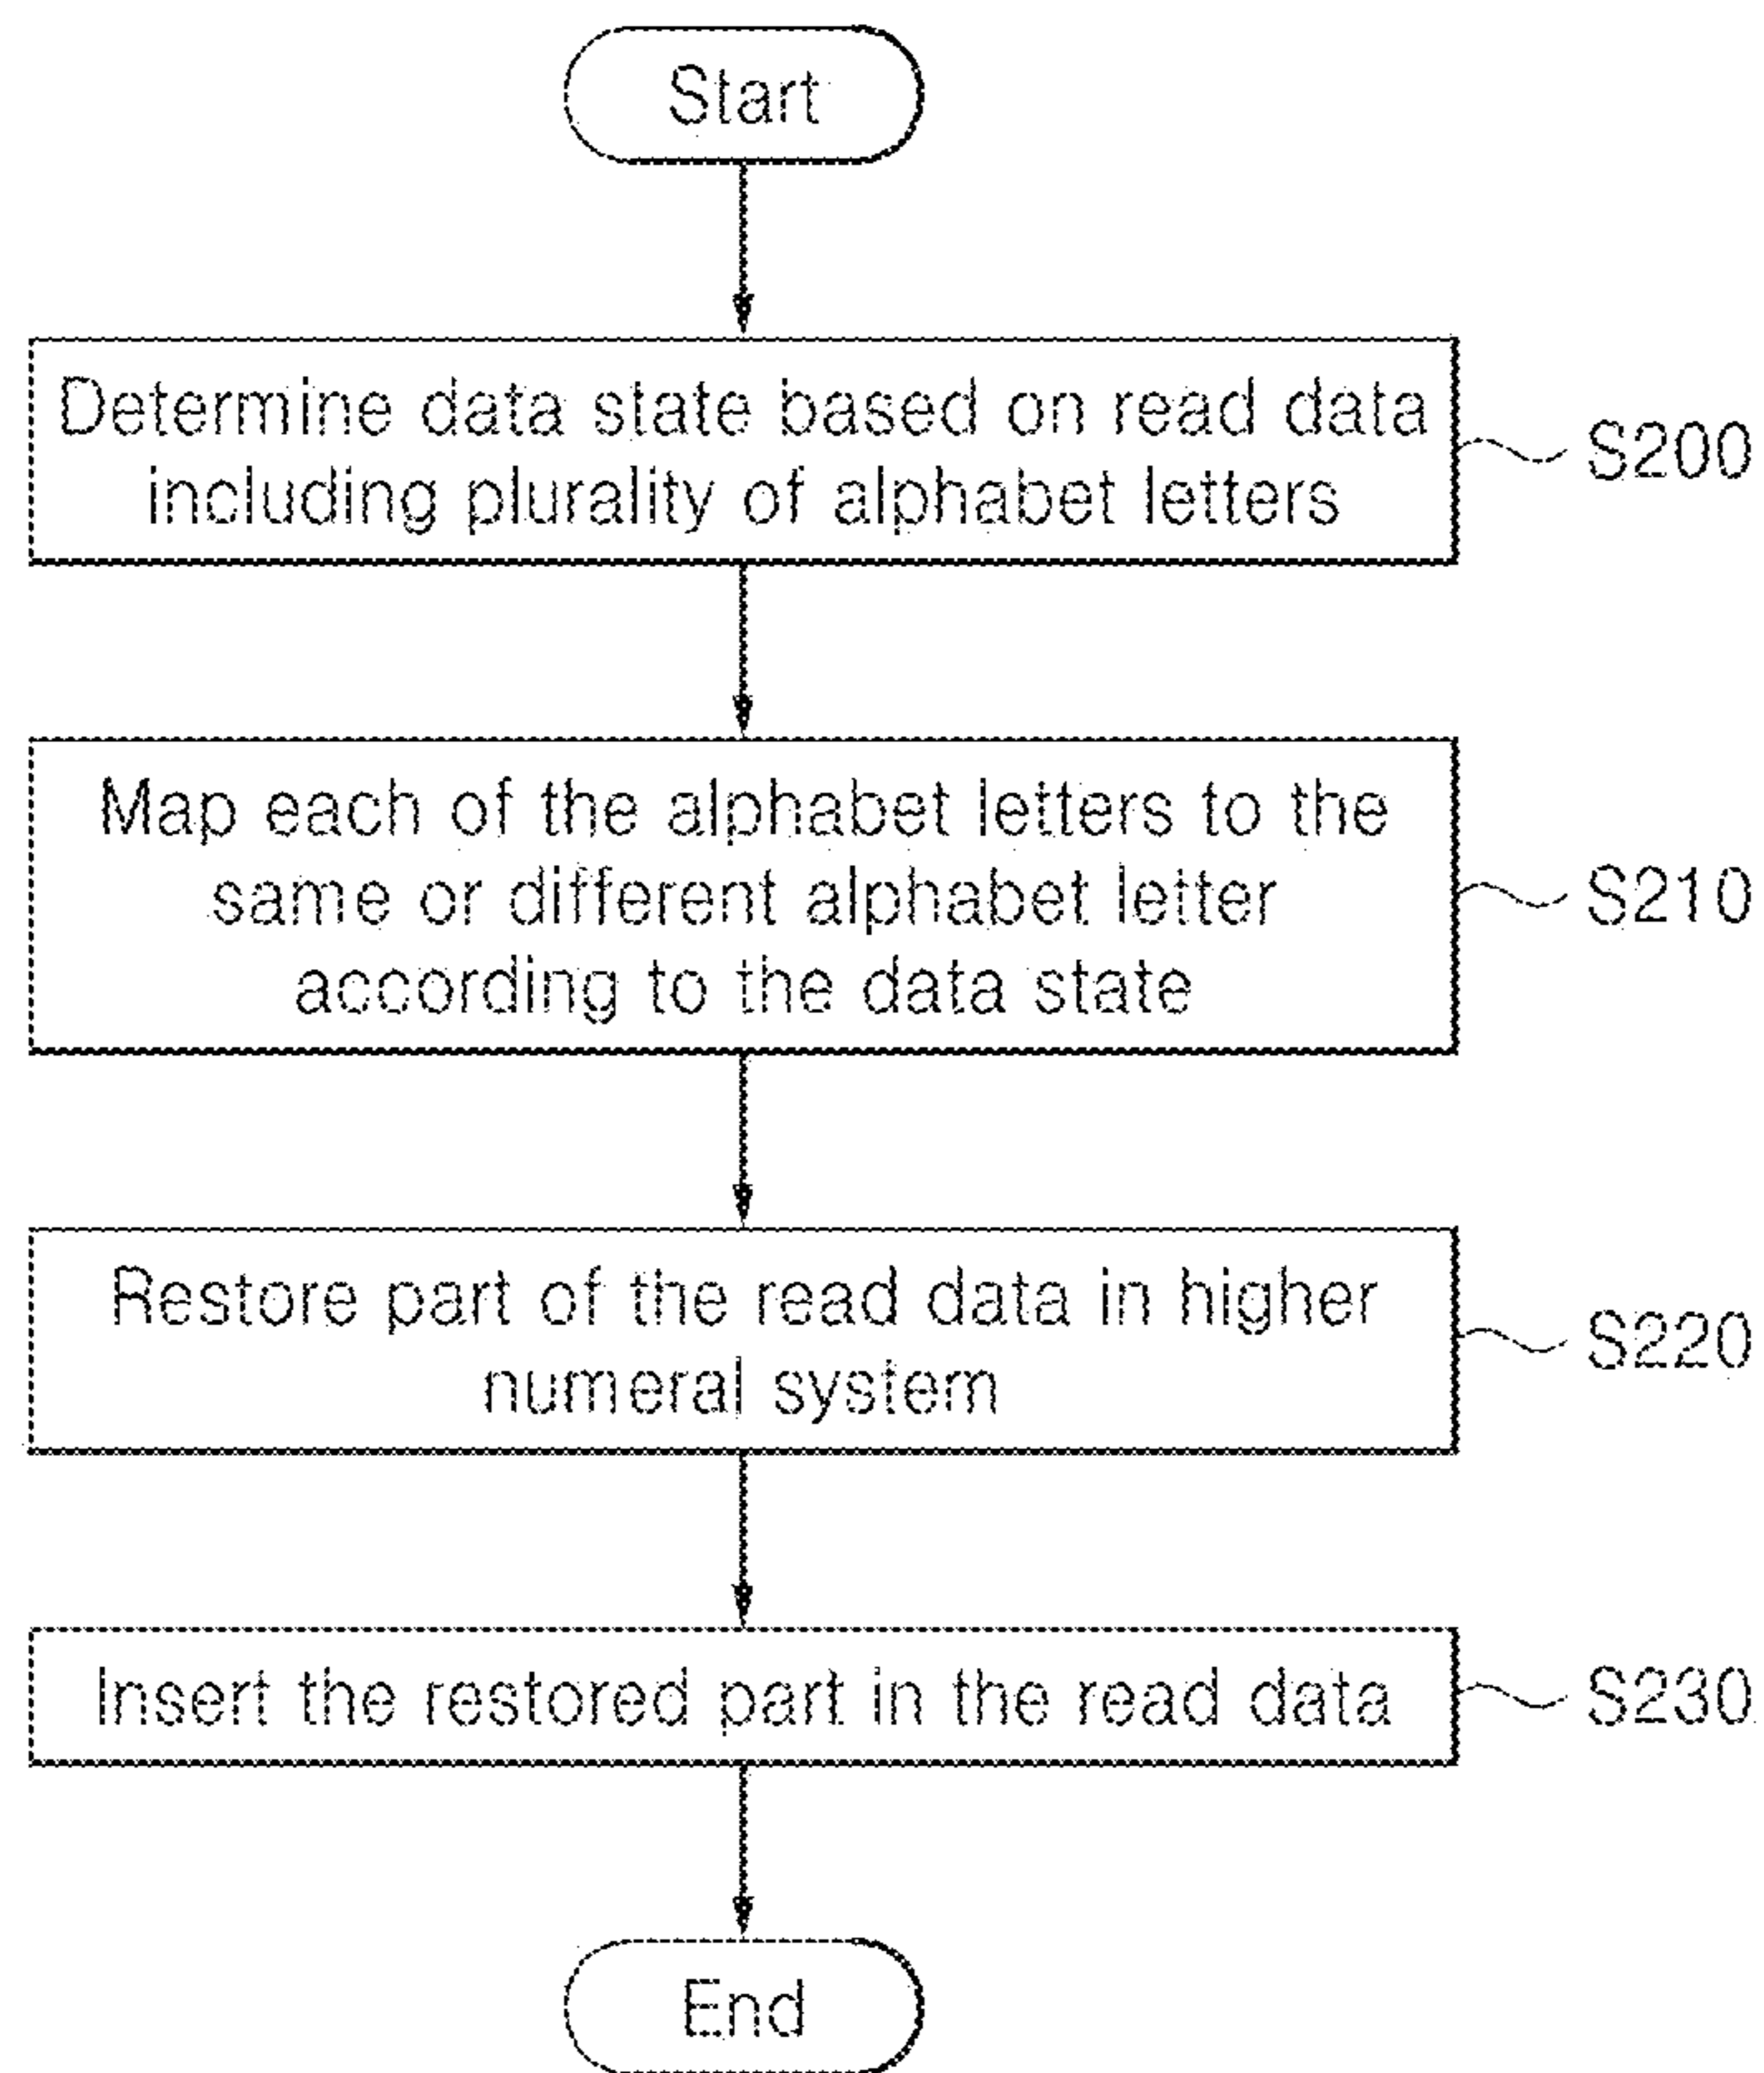 Start
Determine data state based on read data
including plurality of alphabet letters
S200
Map each of the alphabet letters to the
same or different alphabet letter
according to the data state
S210
Restore part of the read data in higher
numeral system
S220
Insert the restored part in the read data
S230
End